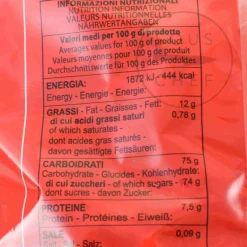 INFORMAZIONI NUTRIZIONALI
NUTRITION INFORMATION
VALEURS NUTRITIONNELLES
NÄHRWERTANGABEN
Valori medi per 100 g di prodotto
Averages values for 100 g of product
Valeurs moyennes pour 100 g de produit
Durchschnittswerte für 100 g des Produktes
ENERGIA: 1872 kJ - 444 kcal
Energy - Energie - Energie:
GRASSI - Fat - Graisses - Fett: 12 g
di cui acidi grassi saturi 0,78 g
of which saturates -
dont acides gras saturés -
davon gesättigte Fettsäuren:
CARBOIDRATI 75 g
Carbohydrate - Glucides - Kohlenhydrate:
di cui zuccheri - of which sugars - 74 g
dont sucres - davon Zucker:
PROTEINE 7,5 g
Protein - Protéines - Eiweiß:
SALE 0,09 g
Salz: